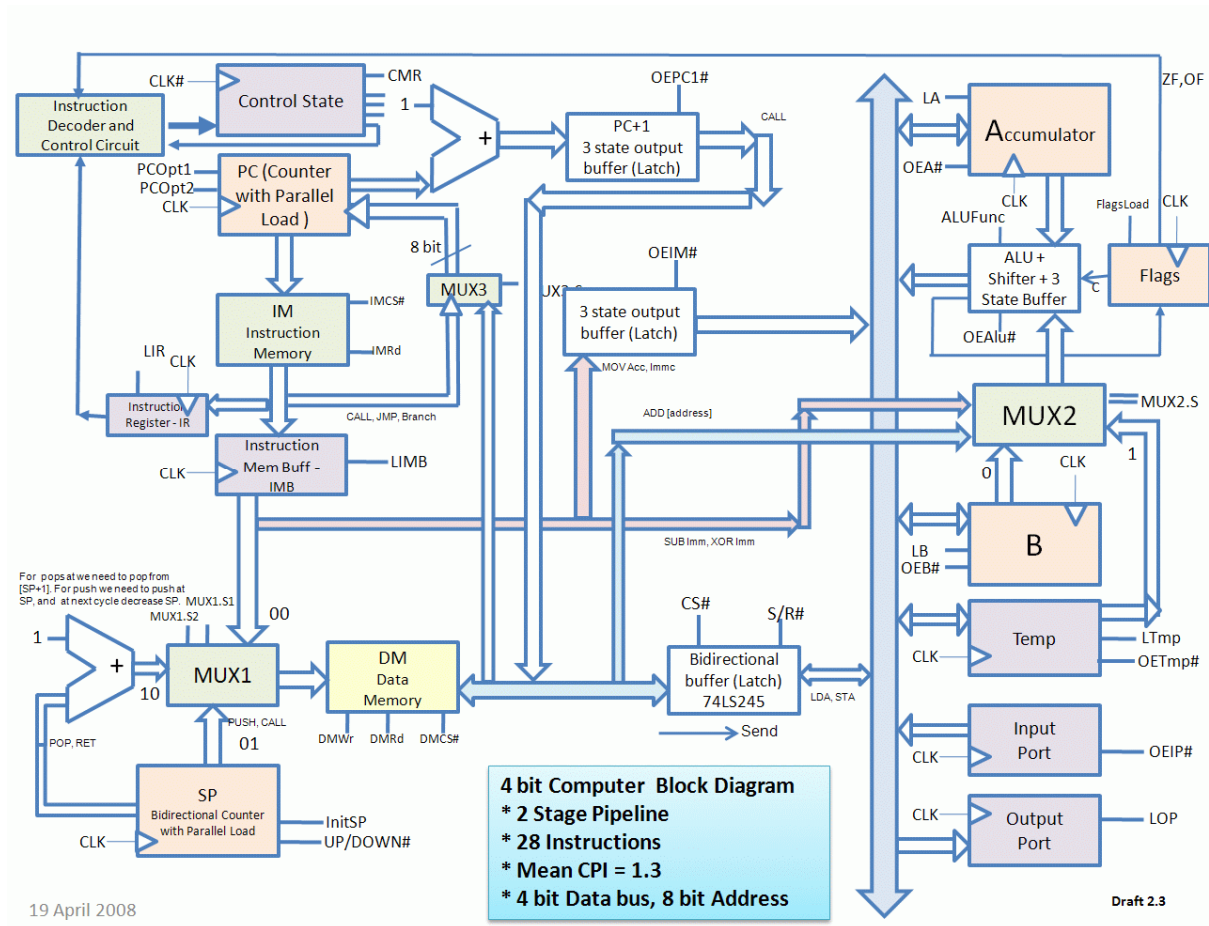 CLK#
Control State
CMR
Instruction
Decoder and
Control Circuit
1
+
OEPC1#
PC+1
3 state output
buffer (Latch)
CALL
ZF,OF
LA
Accumulator
OEA#
CLK
PCOpt1
PCOpt2
CLK
PC (Counter
with Parallel
Load )
8 bit
MUX3
OEIM#
3 state output
buffer (Latch)
MOV Acc, Immc
ALUFunc
ALU +
Shifter + 3
State Buffer
OEAlu#
C
FlagsLoad
CLK
Flags
IM
Instruction
Memory
IMCS#
IMRd
LIR
CLK
Instruction
Register - IR
CALL, JMP, Branch
ADD [address]
MUX2
MUX2.S
0
1
CLK
Instruction
Mem Buff -
IMB
CLK
LIMB
SUB Imm, XOR Imm
B
LB
OEB#
For pops at we need to pop from
[SP+1]. For push we need to push at
SP, and at next cycle decrease SP.
MUX1.S1
MUX1.S2
00
1
+
10
MUX1
PUSH, CALL
01
POP, RET
DM
Data
Memory
DMWr
DMRd
DMCS#
CS#
S/R#
Bidirectional
buffer (Latch)
74LS245
LDA, STA
Send
Temp
CLK
LTmp
OETmp#
Input
Port
CLK
OEIP#
Output
Port
CLK
LOP
SP
Bidirectional Counter
with Parallel Load
CLK
InitSP
UP/DOWN#
4 bit Computer Block Diagram
* 2 Stage Pipeline
* 28 Instructions
* Mean CPI = 1.3
* 4 bit Data bus, 8 bit Address
19 April 2008
Draft 2.3